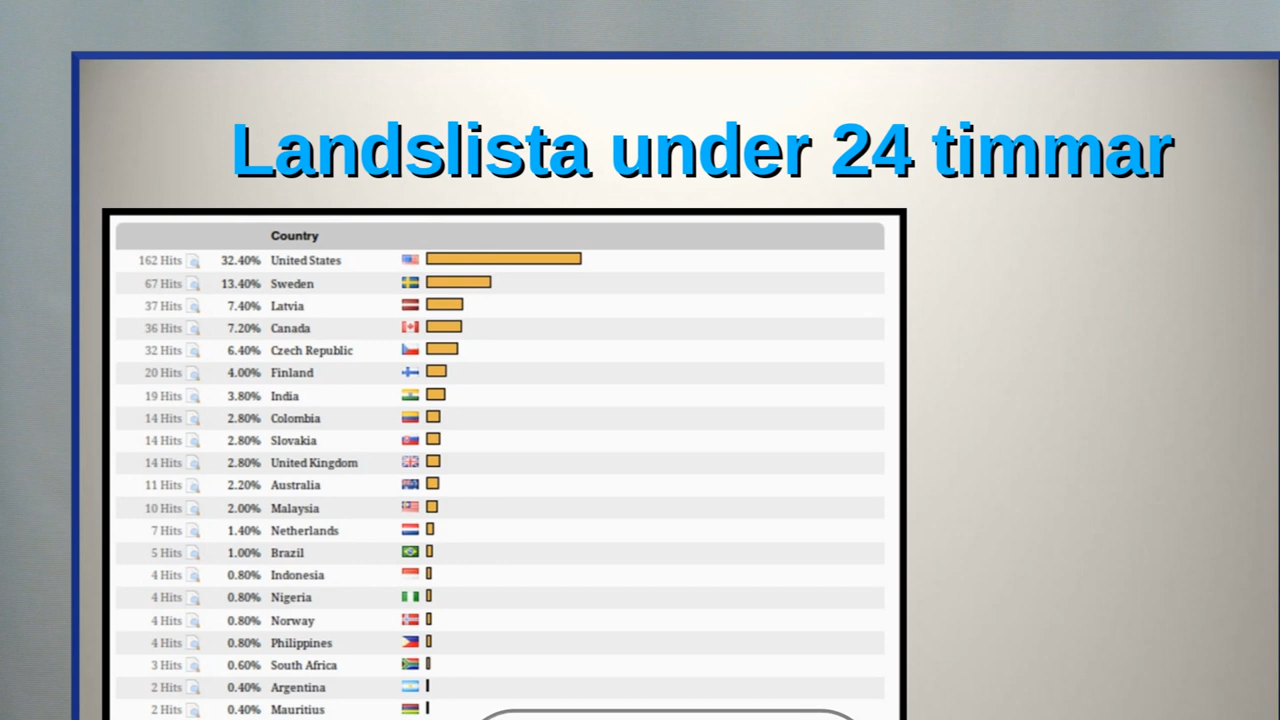 Landslista under 24 timmar
Country
162 Hits 32.40% United States
67 Hits 13.40% Sweden
37 Hits 7.40% Latvia
36 Hits 7.20% Canada
32 Hits 6.40% Czech Republic
20 Hits 4.00% Finland
19 Hits 3.80% India
14 Hits 2.80% Colombia
14 Hits 2.80% Slovakia
14 Hits 2.80% United Kingdom
11 Hits 2.20% Australia
10 Hits 2.00% Malaysia
7 Hits 1.40% Netherlands
5 Hits 1.00% Brazil
4 Hits 0.80% Indonesia
4 Hits 0.80% Nigeria
4 Hits 0.80% Norway
4 Hits 0.80% Philippines
3 Hits 0.60% South Africa
2 Hits 0.40% Argentina
2 Hits 0.40% Mauritius